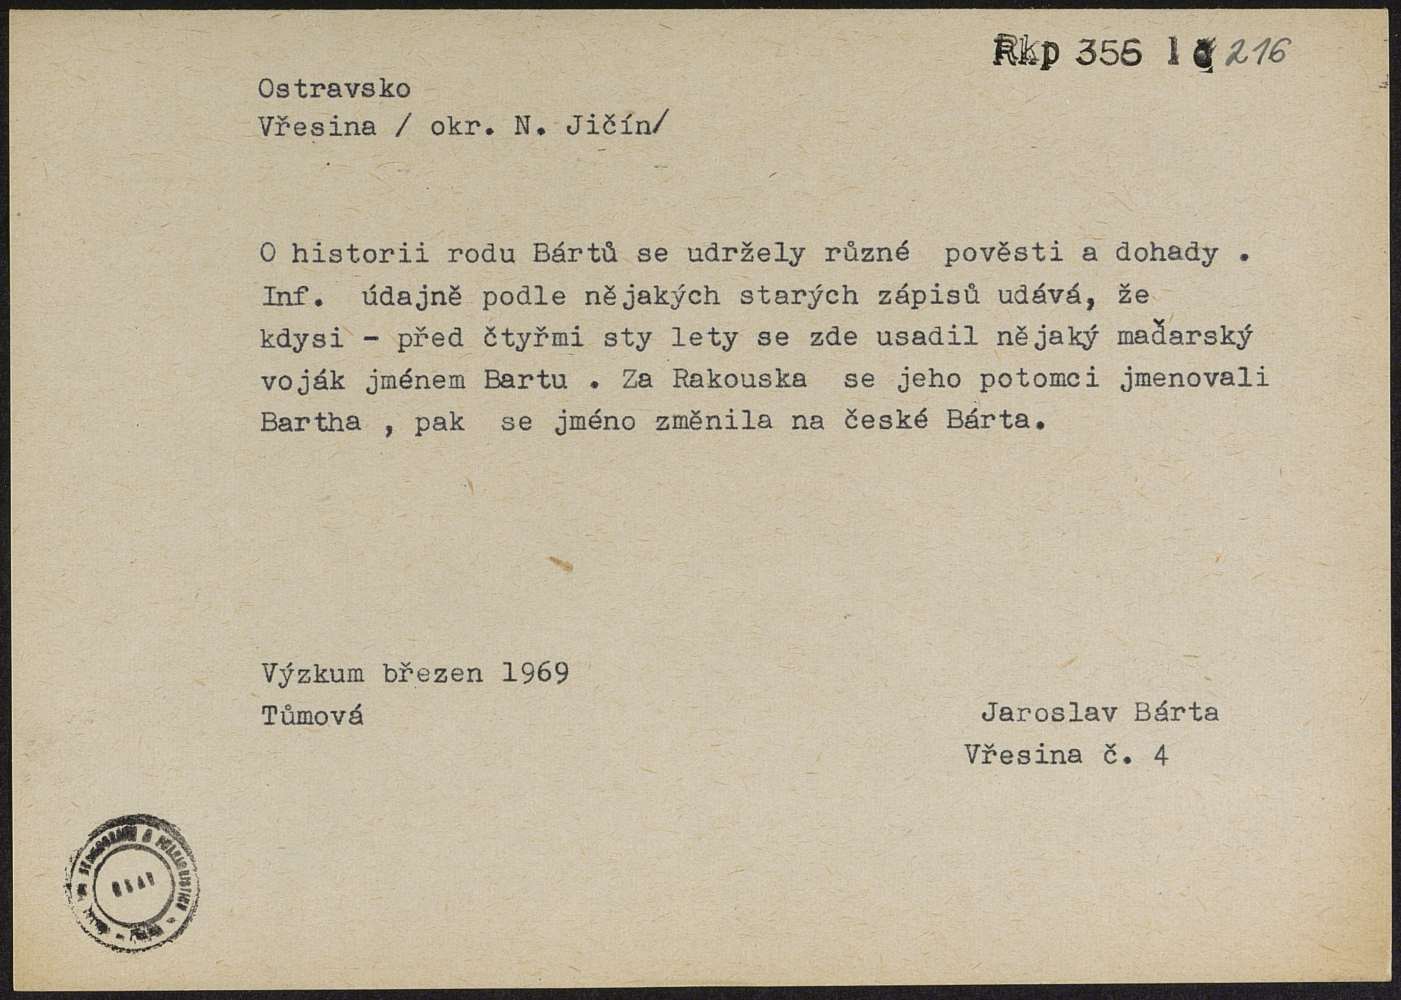 Rkp 356 216
Ostravsko
Vřesina / okr. N. Jičín/
O historii rodu Bártů se udržely různé pověsti a dohady .
Inf. údajně podle nějakých starých zápisů udává, že
kdysi - před čtyřmi sty lety se zde usadil nějaký maďarský
voják jménem Bartu . Za Rakouska se jeho potomci jmenovali
Bartha , pak se jméno změnila na české Bárta.
Výzkum březen 1969
Tůmová
Jaroslav Bárta
Vřesina č. 4